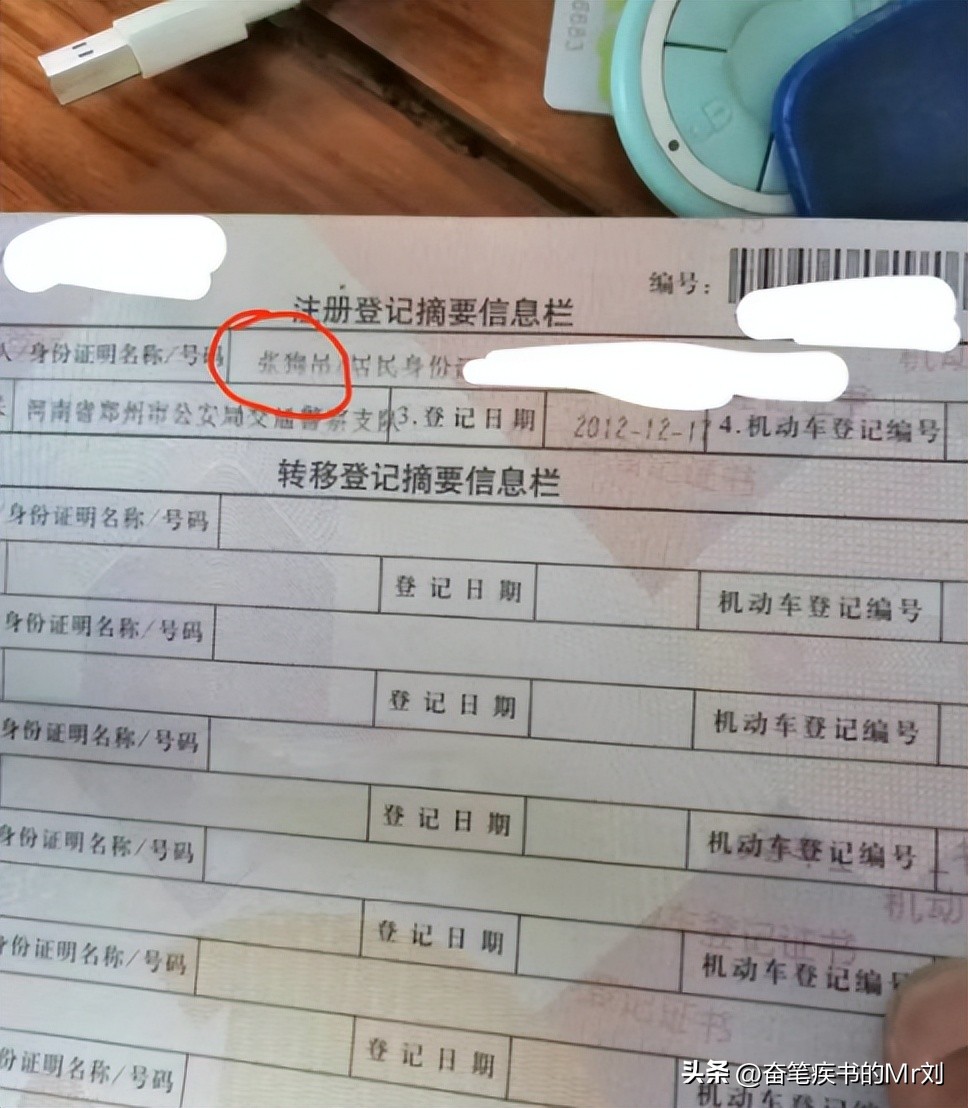 编号：
注册登记摘要信息栏
人/身份证明名称/号码 张狗吊/居民身份证
河南省郑州市公安局交通警察支队 3.登记日期 2012-12-17 4.机动车登记编号
转移登记摘要信息栏
身份证明名称/号码
登记日期 机动车登记编号
身份证明名称/号码
登记日期 机动车登记编号
身份证明名称/号码
登记日期 机动车登记编号
身份证明名称/号码
登记日期 机动车登记编号
身份证明名称/号码
登记日期 机动车登记编号
份证明名称/号码
头条 @奋笔疾书的Mr刘